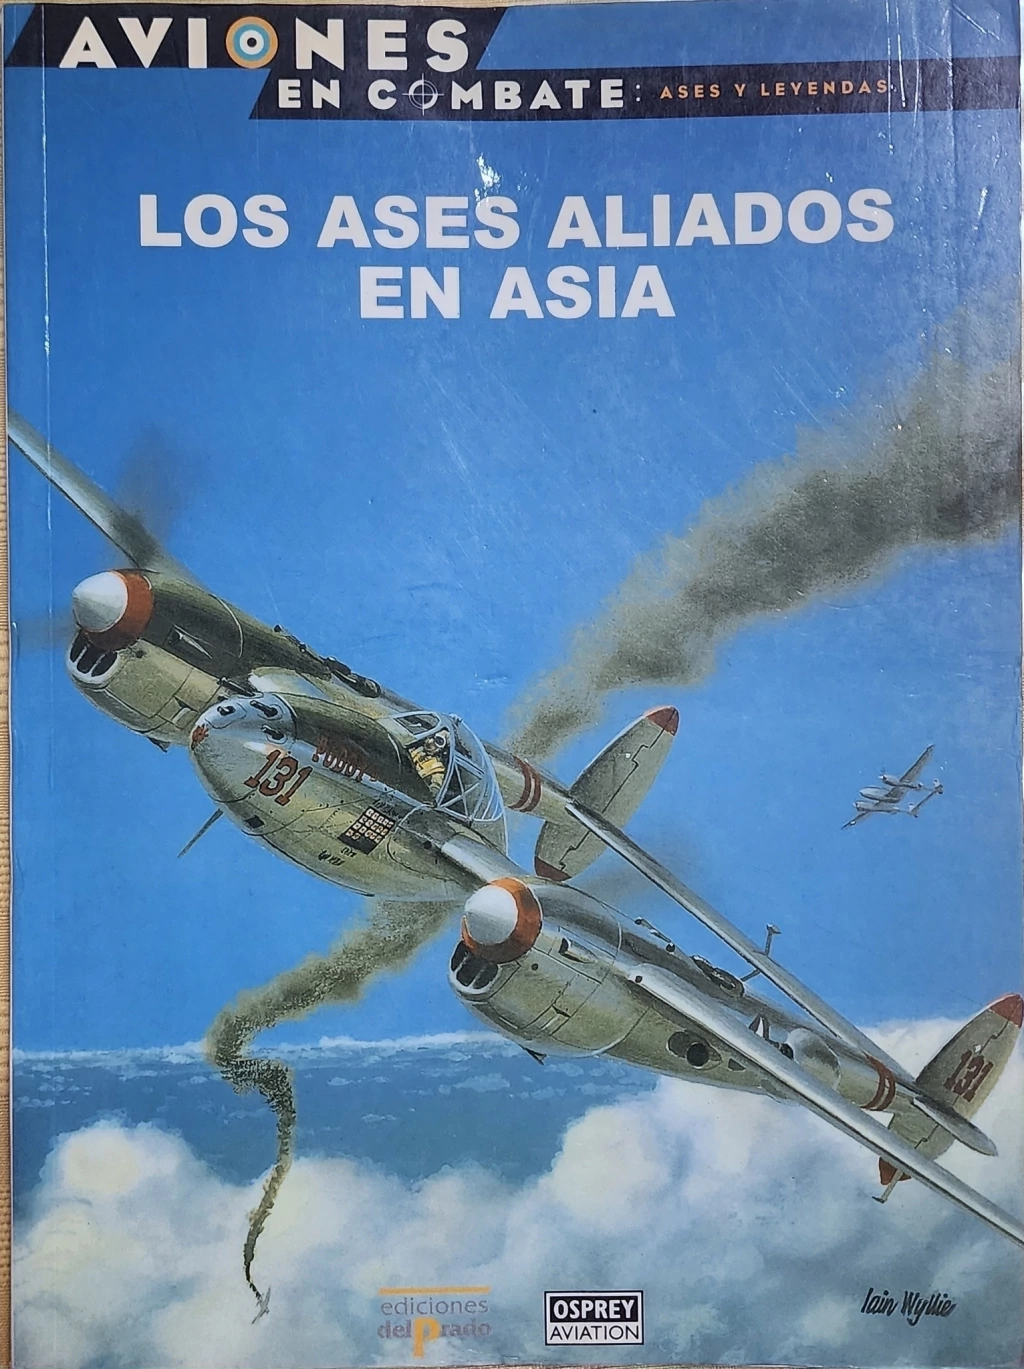 AVIONES
EN COMBATE: ASES Y LEYENDAS
LOS ASES ALIADOS
EN ASIA
131
131
ediciones
del Prado
OSPREY
AVIATION
Iain Wyllie